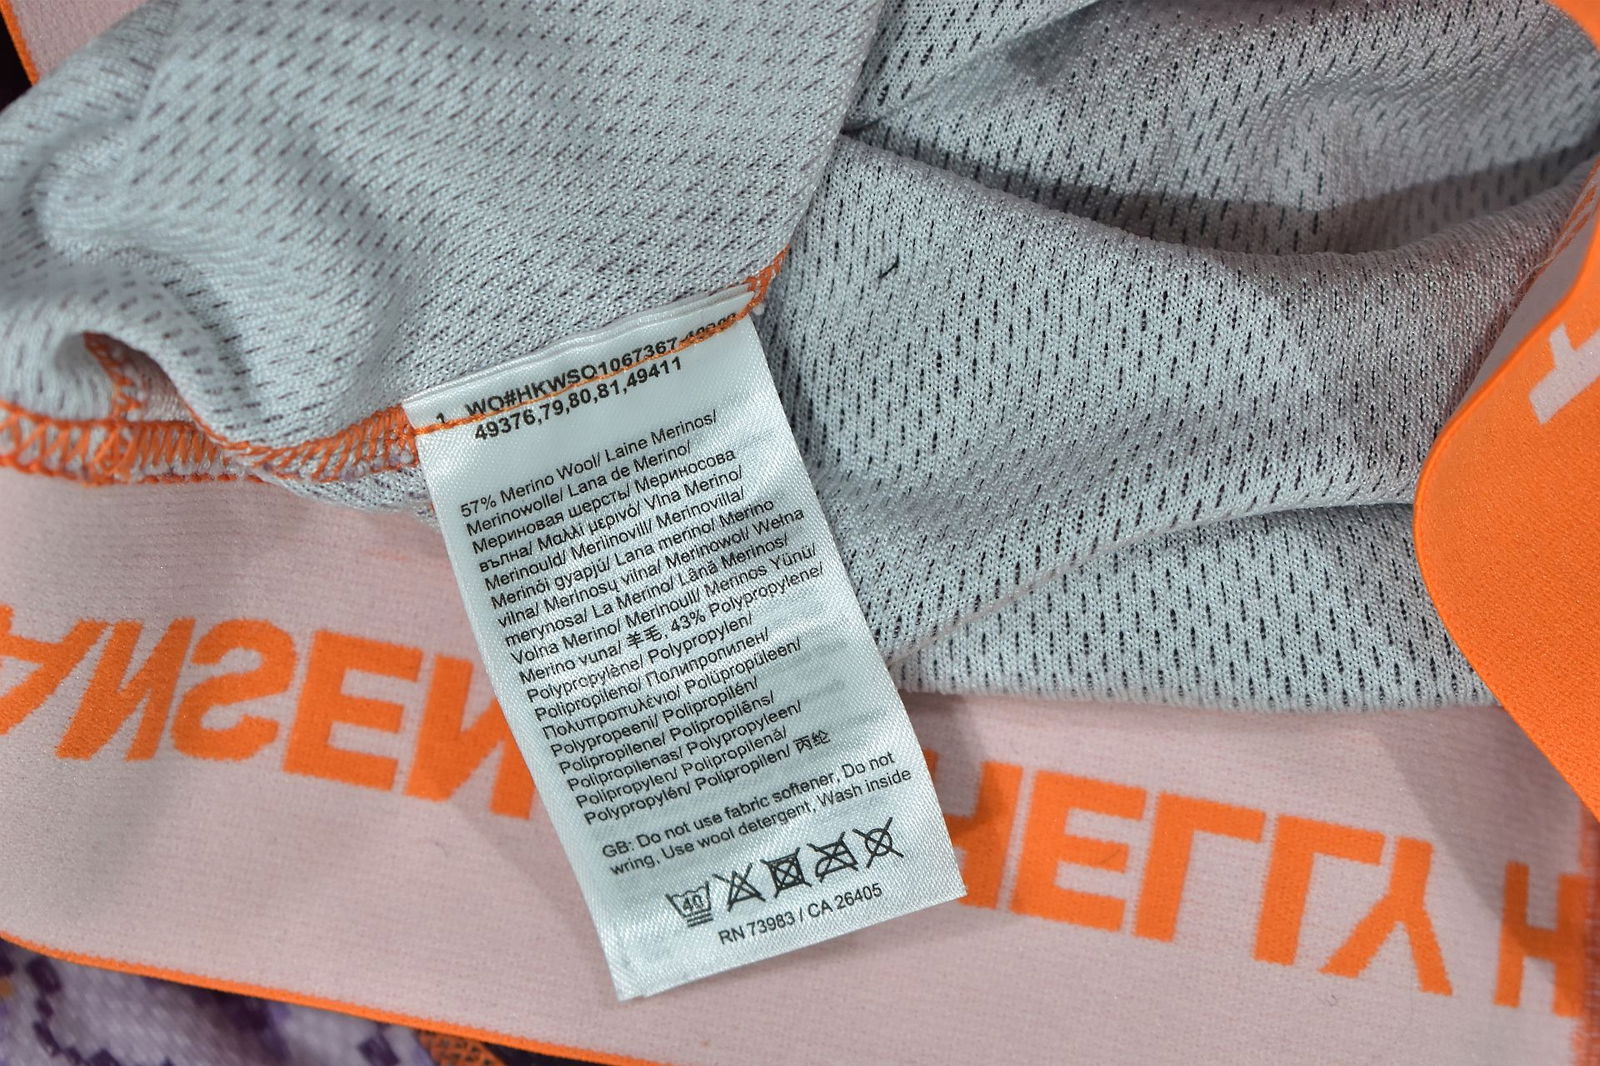 1 WO#HKWSO1067367
49376,79,80,81,49411
57% Merino Wool/ Laine Merinos/
Merinowolle/ Lana de Merino/
Мериновая шерсть/ Мериносова
вълна/ Μαλλί μερινό/ Vlna Merino/
Merinould/ Meriinovill/ Merinovilla/
Merinói gyapjú/ Lana merino/ Merino
vilna/ Merinosų vilna/ Merinowol/ Wełna
merynosa/ La Merino/ Lână Merinos/
Volna Merino/ Merinoull/ Merinos Yünü/
Merino vuna/ 羊毛, 43% Polypropylene/
Polypropylène/ Polypropylen/
Polipropileno/ Полипропилен/
Πολυπροπυλένιο/ Polüpropüleen/
Polypropeeni/ Polipropilén/
Polipropilene/ Polipropilēns/
Polipropilenas/ Polypropyleen/
Polipropylen/ Polipropilenă/
Polypropylén/ Polipropilen/ 丙纶
GB: Do not use fabric softener, Do not
wring, Use wool detergent, Wash inside
40
RN 73983 / CA 26405
ANSEN HELLY H
H